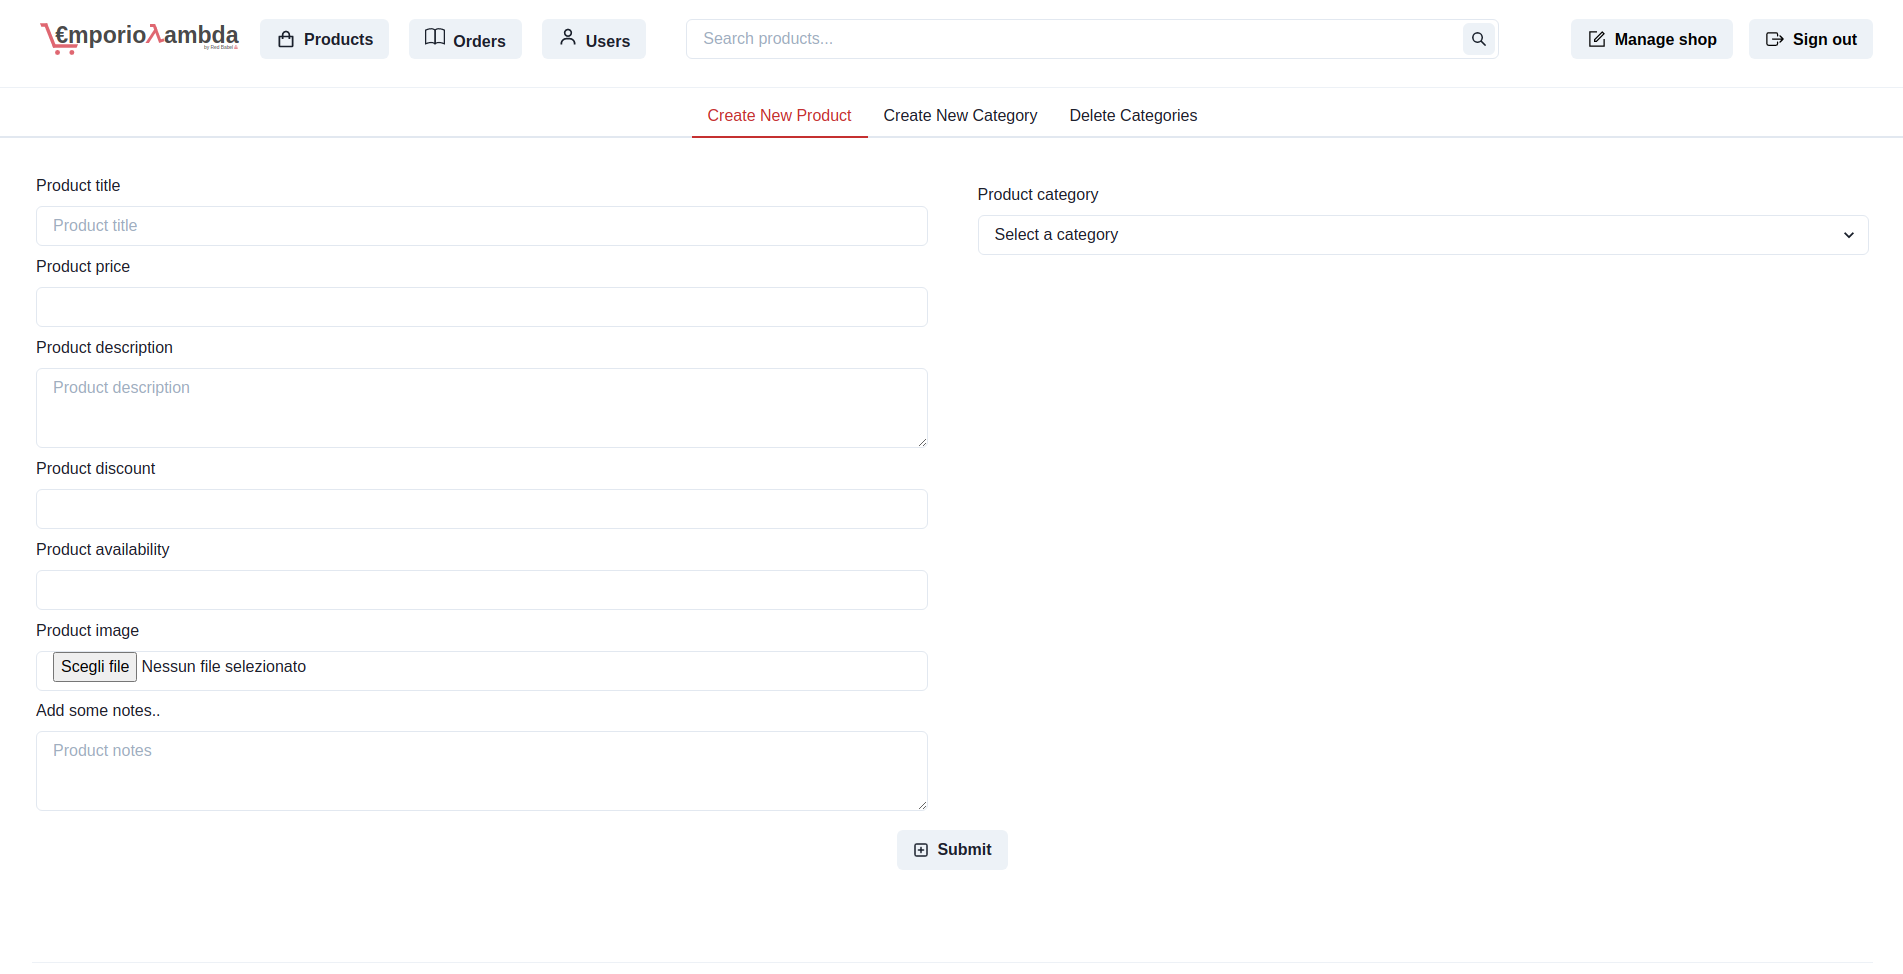 €mporioλambda
by Red Babel
Products
Orders
Users
Search products...
Manage shop
Sign out
Create New Product
Create New Category
Delete Categories
Product title
Product title
Product price
Product description
Product description
Product discount
Product availability
Product image
Scegli file Nessun file selezionato
Add some notes..
Product notes
Product category
Select a category
Submit